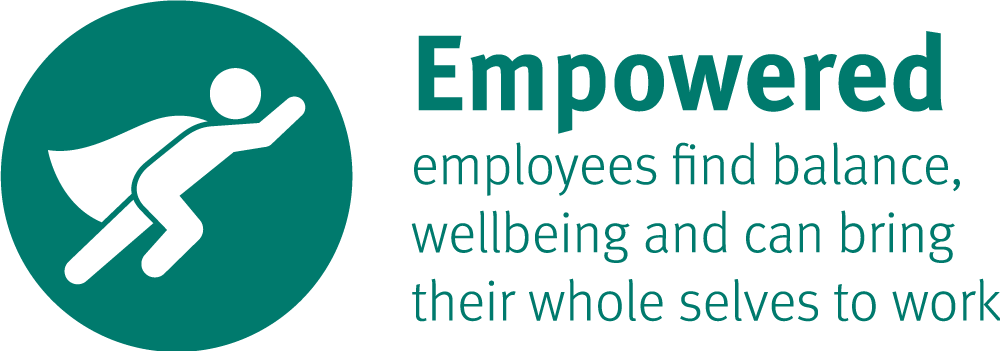 Empowered
employees find balance,
wellbeing and can bring
their whole selves to work